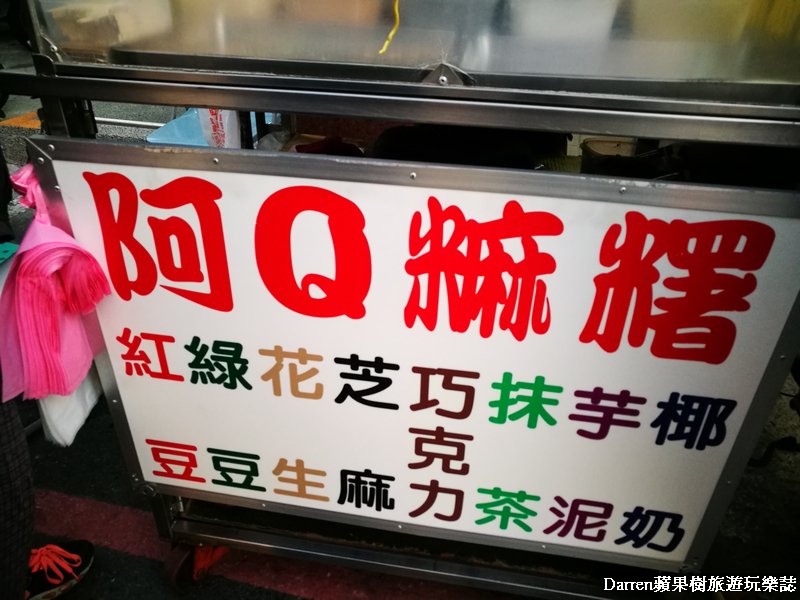 阿Q糜糬
紅豆
綠豆
花生
芝麻
巧克力
抹茶
芋泥
椰奶
Darren蘋果樹旅遊玩樂誌